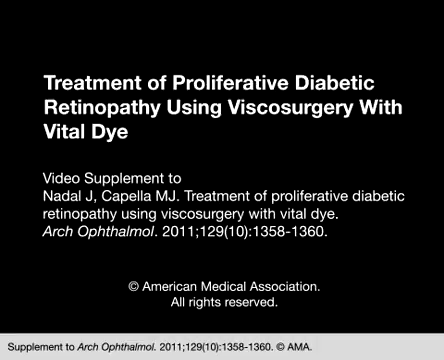 Treatment of Proliferative Diabetic
Retinopathy Using Viscosurgery With
Vital Dye
Video Supplement to
Nadal J, Capella MJ. Treatment of proliferative diabetic
retinopathy using viscosurgery with vital dye.
Arch Ophthalmol. 2011;129(10):1358-1360.
© American Medical Association.
All rights reserved.
Supplement to Arch Ophthalmol. 2011;129(10):1358-1360. © AMA.